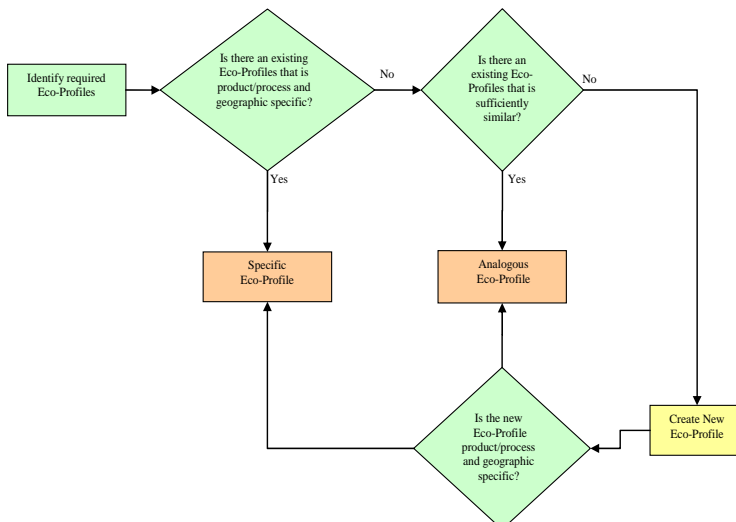 Identify required
Eco-Profiles
Is there an existing
Eco-Profiles that is
product/process and
geographic specific?
No
Is there an
existing Eco-
Profiles that is
sufficiently
similar?
No
Yes
Yes
Specific
Eco-Profile
Analogous
Eco-Profile
Is the new
Eco-Profile
product/process
and geographic
specific?
Create New
Eco-Profile